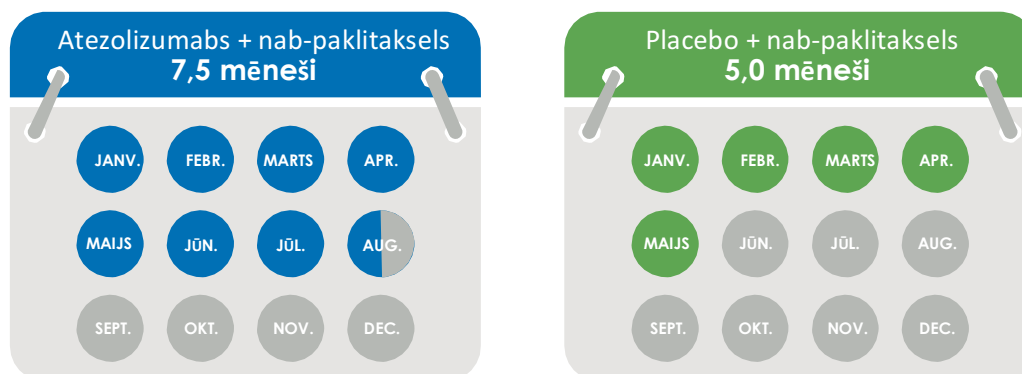 Atezolizumabs + nab-paklitaksels
7,5 mēneši
JANV. FEBR. MARTS APR.
MAIJS JŪN. JŪL. AUG.
SEPT. OKT. NOV. DEC.
Placebo + nab-paklitaksels
5,0 mēneši
JANV. FEBR. MARTS APR.
MAIJS JŪN. JŪL. AUG.
SEPT. OKT. NOV. DEC.